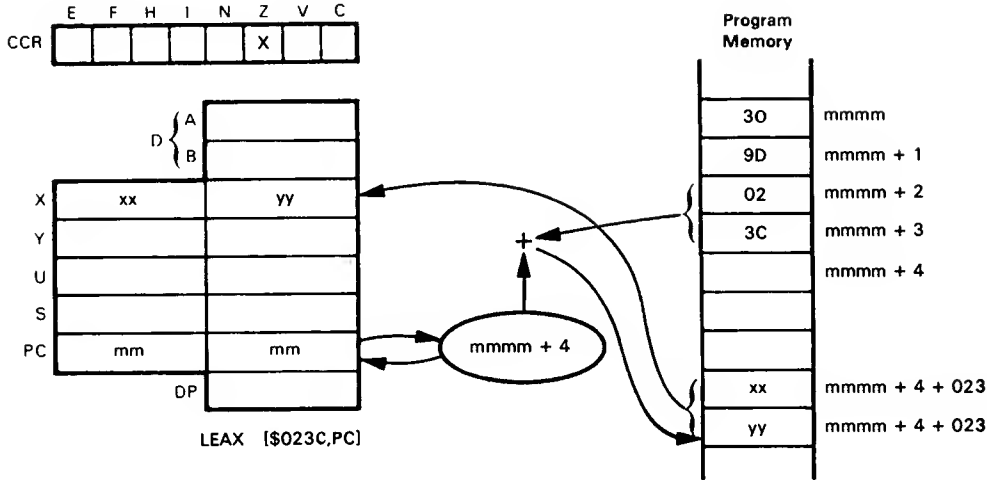 E F H I N Z V C
CCR X
D { A
B
X xx yy
Y
U
S
PC mm mm
DP
LEAX [$023C,PC]
+
mmmm + 4
Program
Memory
30 mmmm
9D mmmm + 1
02 mmmm + 2
3C mmmm + 3
mmmm + 4
xx mmmm + 4 + 023
yy mmmm + 4 + 023